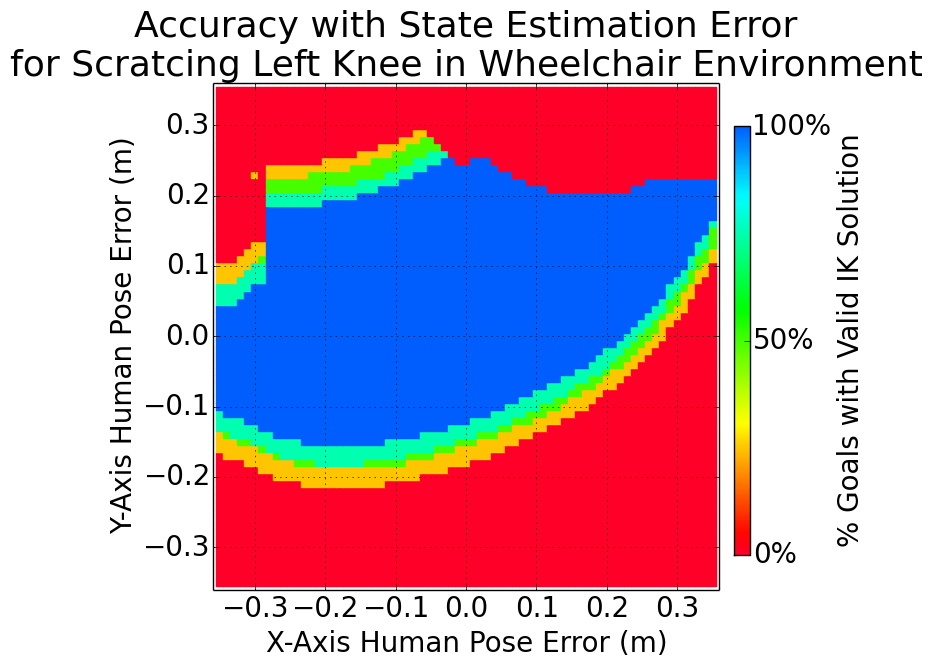 Accuracy with State Estimation Error
for Scratcing Left Knee in Wheelchair Environment
Y-Axis Human Pose Error (m)
0.3
0.2
0.1
0.0
−0.1
−0.2
−0.3
−0.3 −0.2 −0.1 0.0 0.1 0.2 0.3
X-Axis Human Pose Error (m)
100%
50%
0%
% Goals with Valid IK Solution